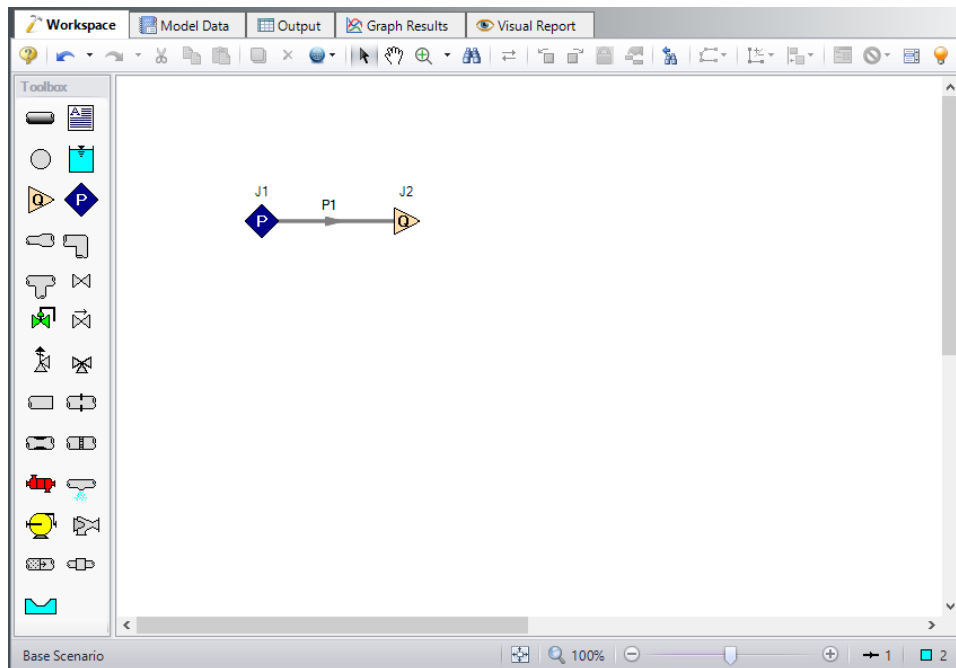 Workspace Model Data Output Graph Results Visual Report
Toolbox
A
Q P
J1 J2
P1
P Q
Base Scenario 100% 1 2